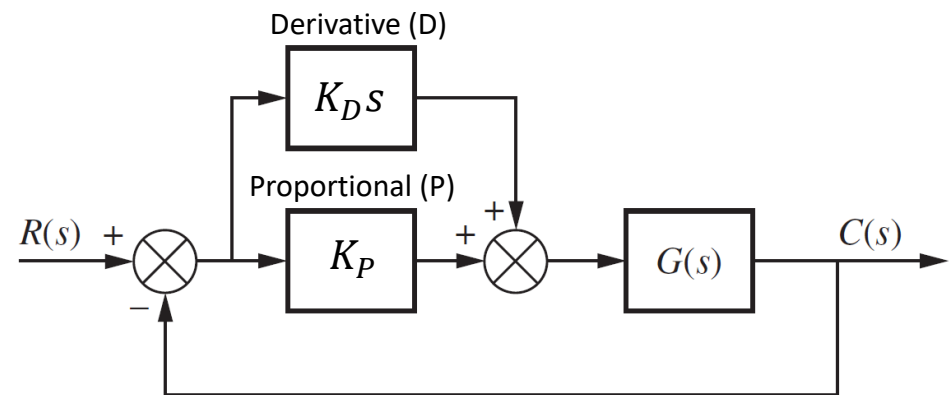 Derivative (D)
K_D s
Proportional (P)
R(s) +
K_P
+
+
G(s)
C(s)
−